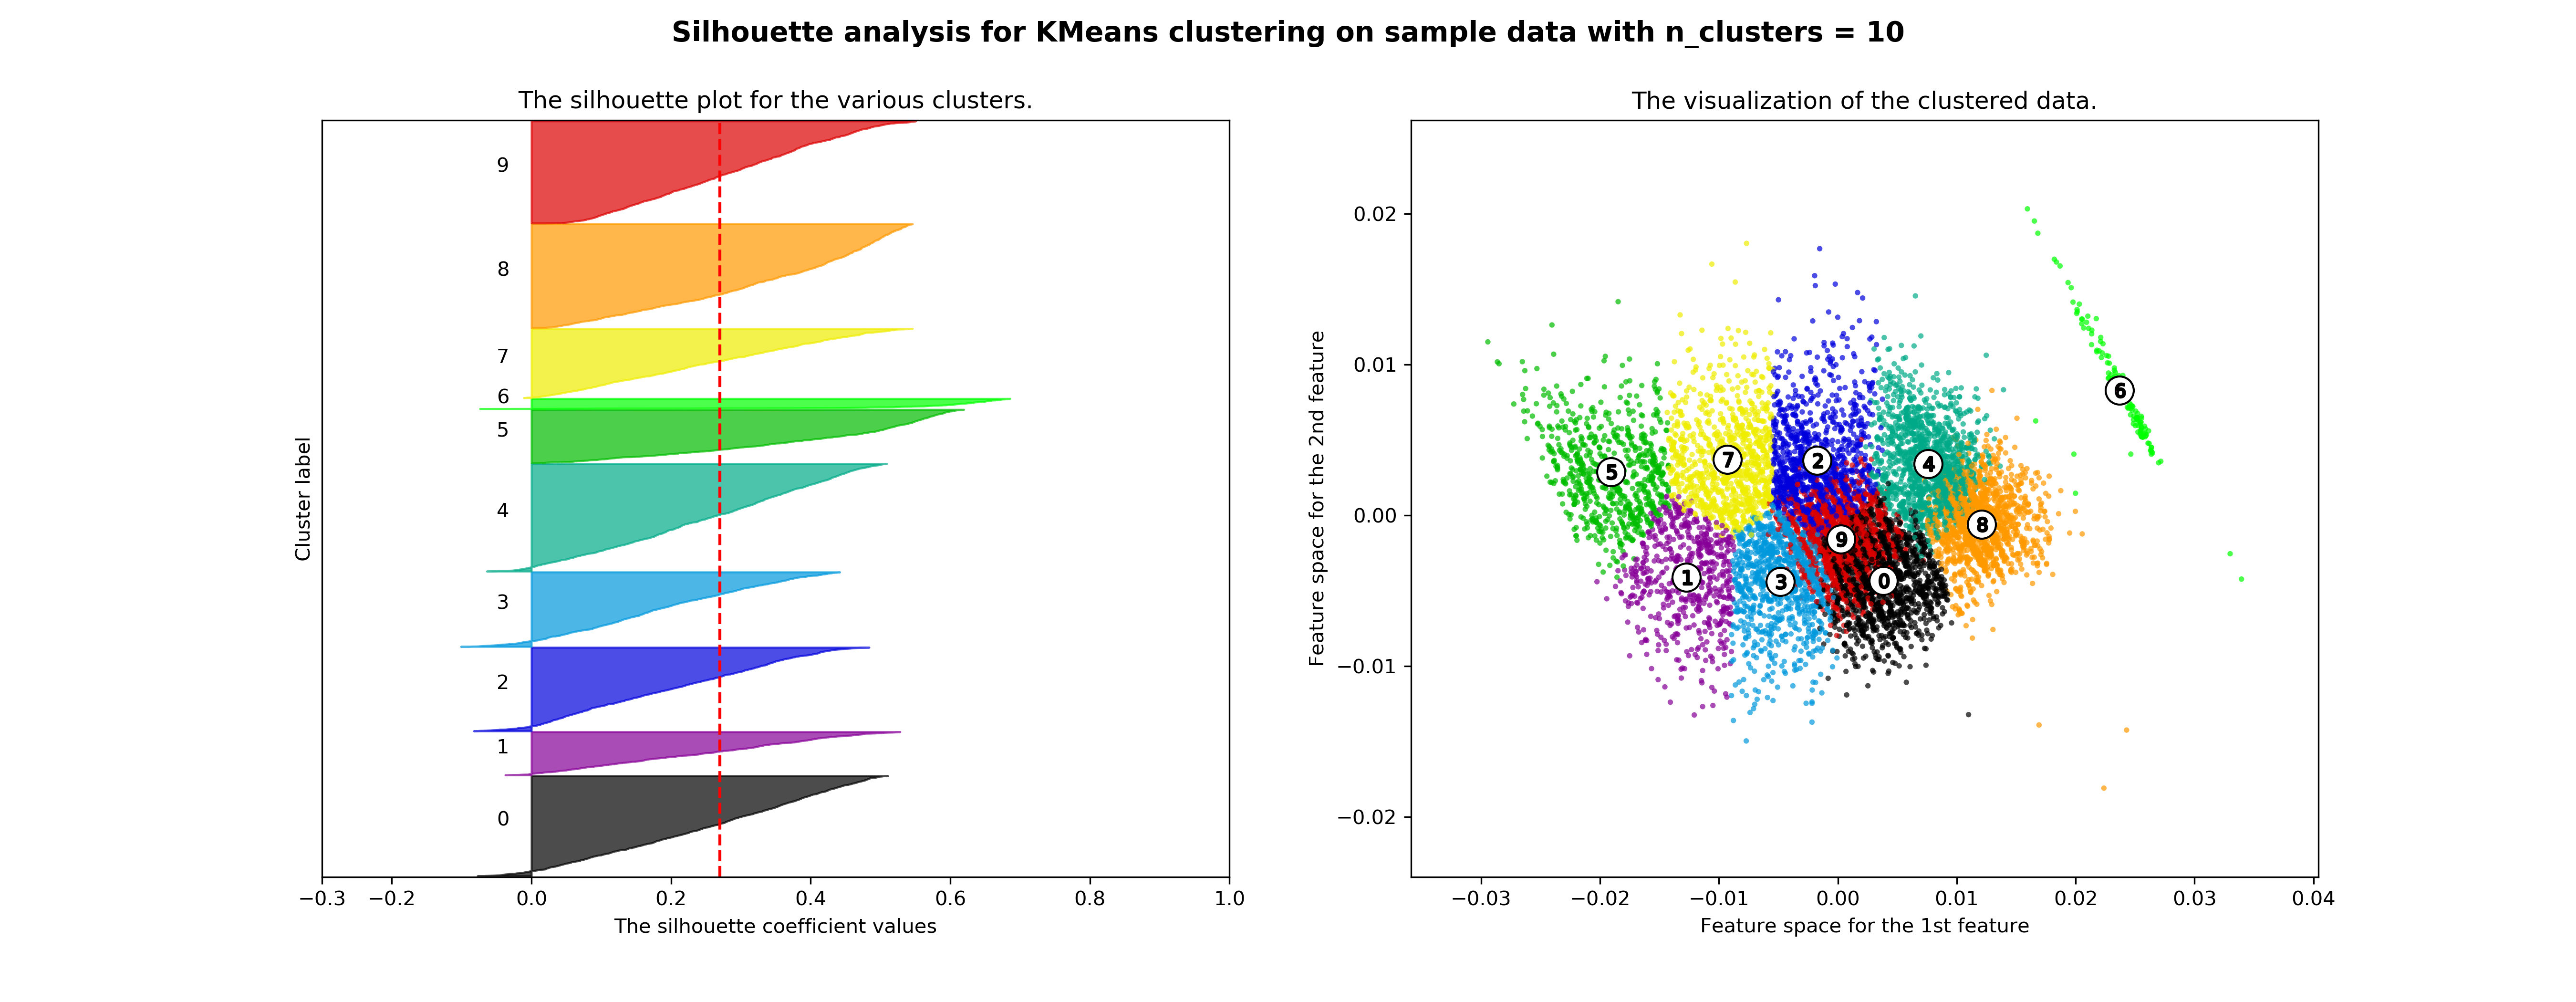 Silhouette analysis for KMeans clustering on sample data with n_clusters = 10
The silhouette plot for the various clusters.
9
8
7
6
5
4
3
2
1
0
Cluster label
−0.3 −0.2 0.0 0.2 0.4 0.6 0.8 1.0
The silhouette coefficient values
The visualization of the clustered data.
0.02
0.01
0.00
−0.01
−0.02
Feature space for the 2nd feature
6
7 2 4
5
8
9
1 3 0
−0.03 −0.02 −0.01 0.00 0.01 0.02 0.03 0.04
Feature space for the 1st feature